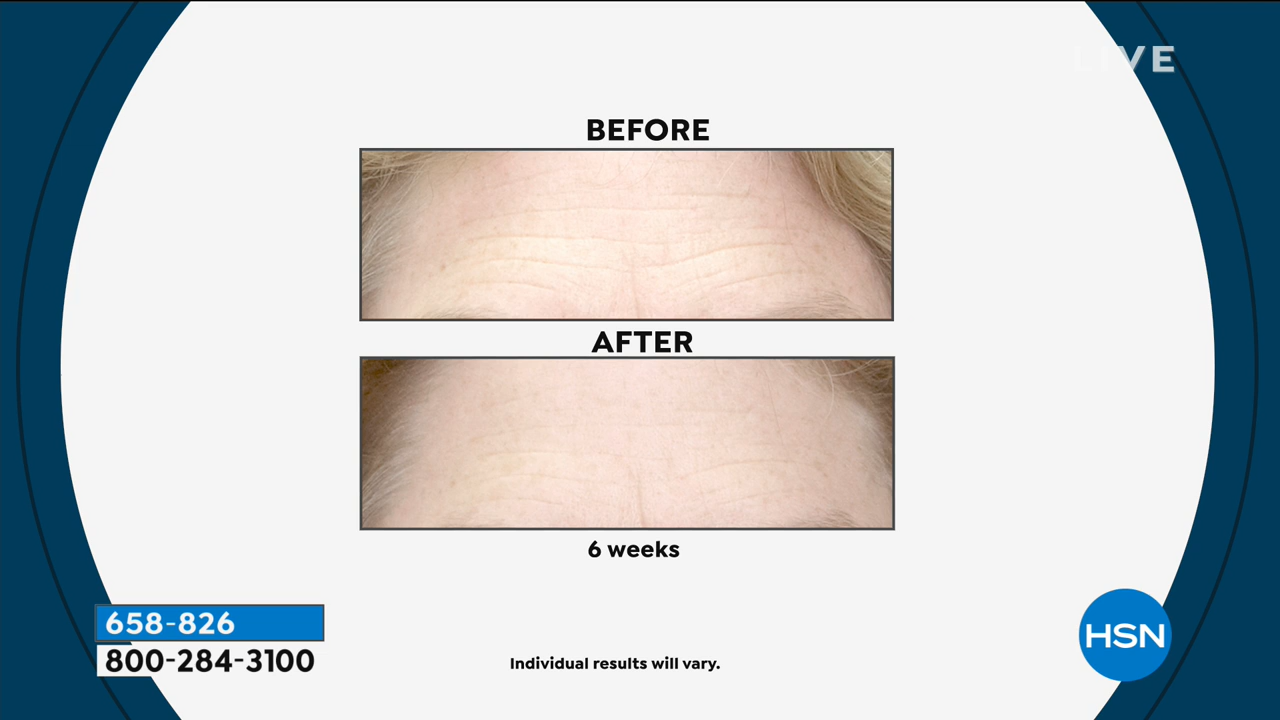 LIVE
BEFORE
AFTER
6 weeks
658-826
800-284-3100
Individual results will vary.
HSN